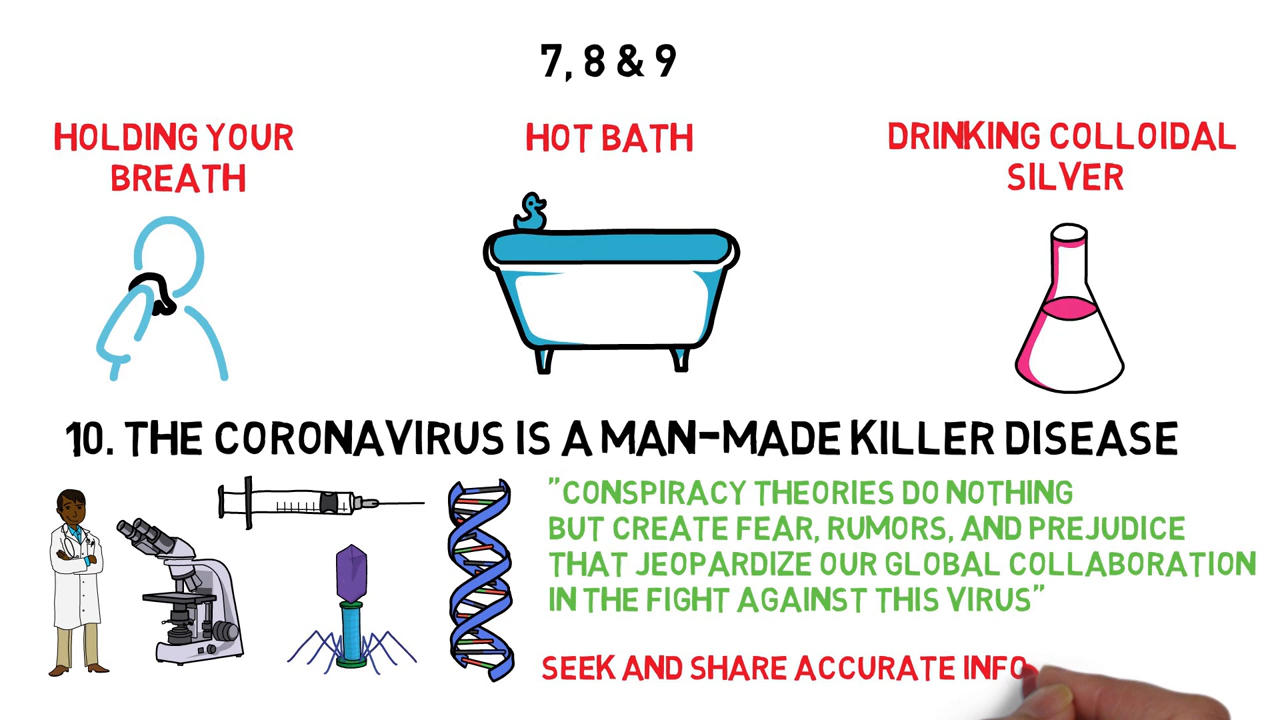 7, 8 & 9
HOLDING YOUR
BREATH
HOT BATH
DRINKING COLLOIDAL
SILVER
10. THE CORONAVIRUS IS A MAN-MADE KILLER DISEASE
"CONSPIRACY THEORIES DO NOTHING
BUT CREATE FEAR, RUMORS, AND PREJUDICE
THAT JEOPARDIZE OUR GLOBAL COLLABORATION
IN THE FIGHT AGAINST THIS VIRUS"
SEEK AND SHARE ACCURATE INFO